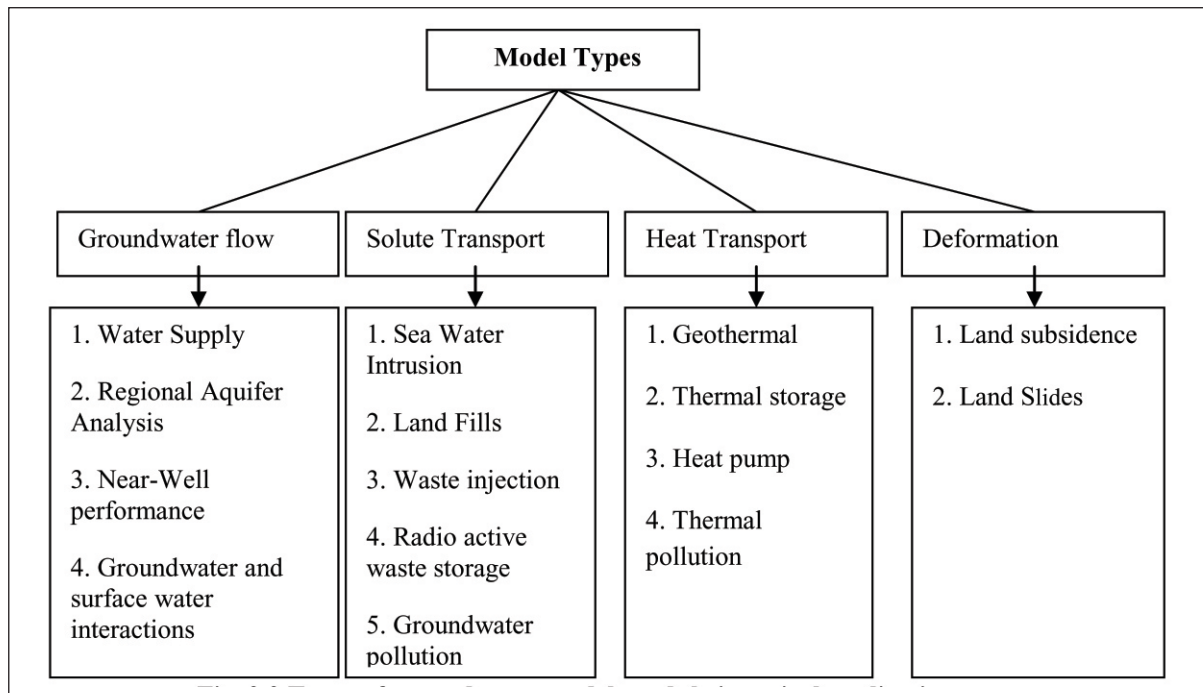 Model Types
Groundwater flow
Solute Transport
Heat Transport
Deformation
1. Water Supply
2. Regional Aquifer
Analysis
3. Near-Well
performance
4. Groundwater and
surface water
interactions
1. Sea Water
Intrusion
2. Land Fills
3. Waste injection
4. Radio active
waste storage
5. Groundwater
pollution
1. Geothermal
2. Thermal storage
3. Heat pump
4. Thermal
pollution
1. Land subsidence
2. Land Slides